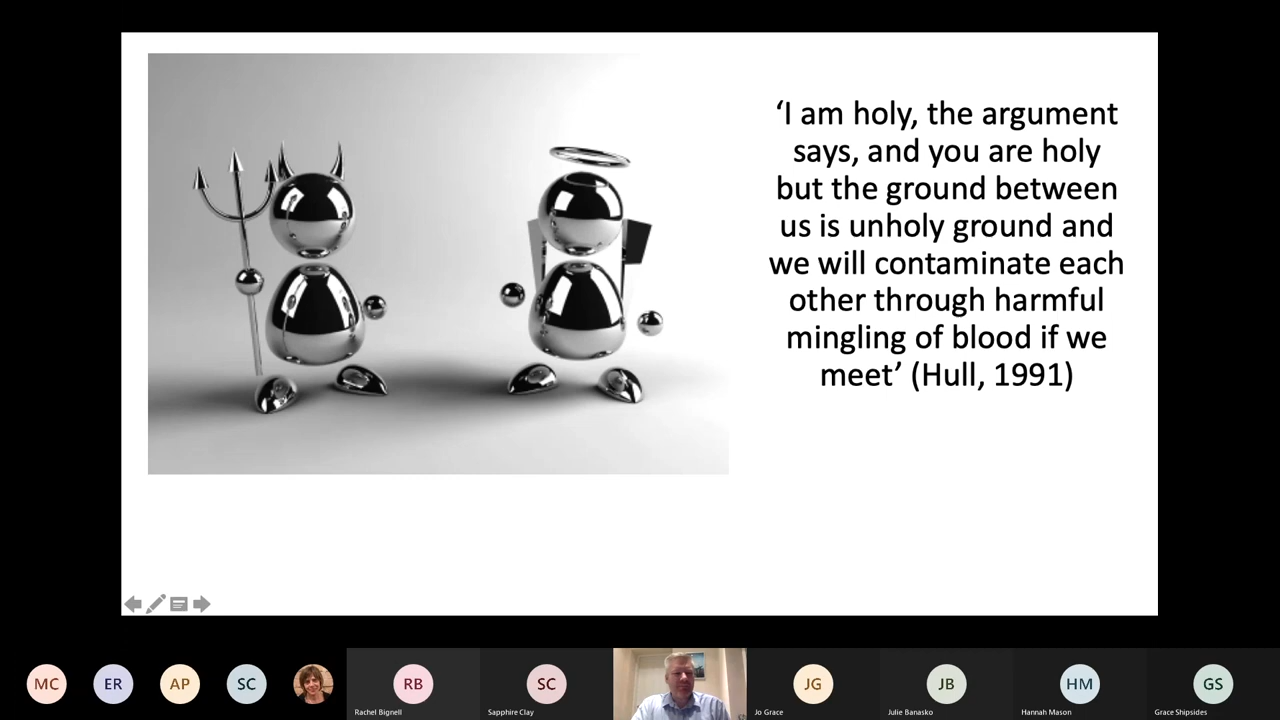 ‘I am holy, the argument
says, and you are holy
but the ground between
us is unholy ground and
we will contaminate each
other through harmful
mingling of blood if we
meet’ (Hull, 1991)
MC
ER
AP
SC
RB
Rachel Bignell
SC
Sapphire Clay
JG
Jo Grace
JB
Julie Banasko
HM
Hannah Mason
GS
Grace Shipsides